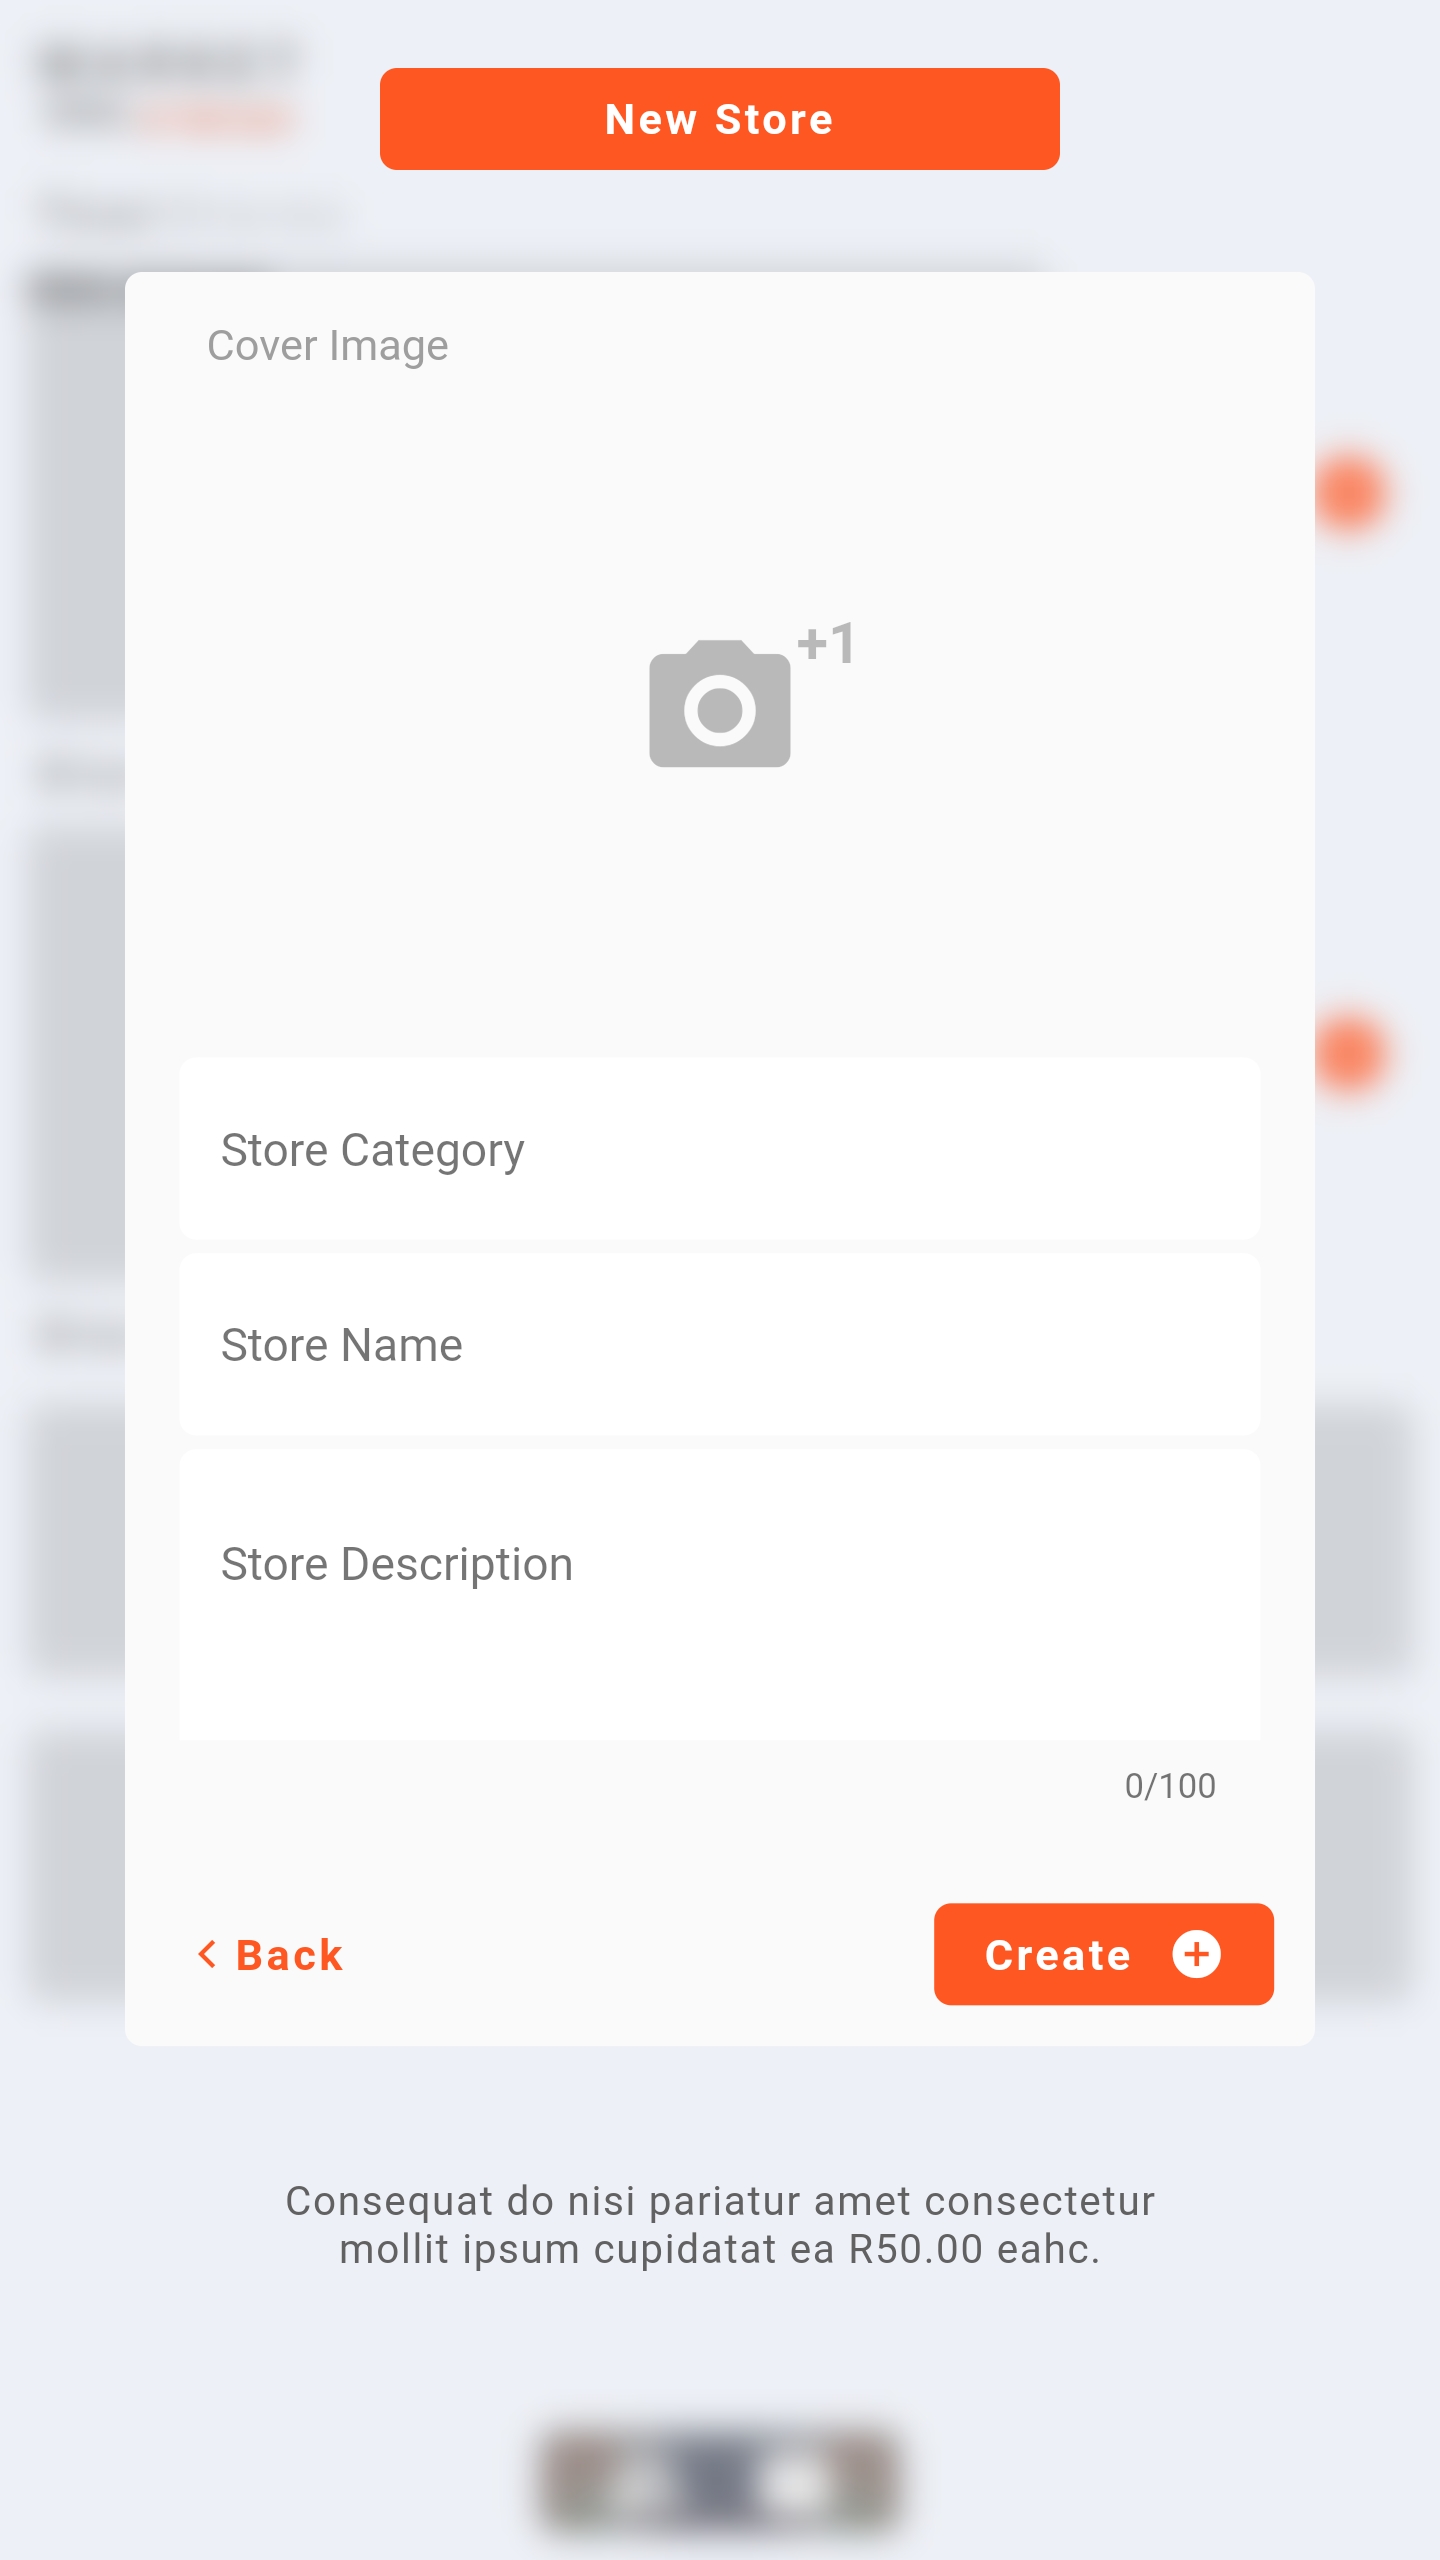 New Store
Cover Image
+1
Store Category
Store Name
Store Description
0/100
Back
Create
Consequat do nisi pariatur amet consectetur
mollit ipsum cupidatat ea R50.00 eahc.